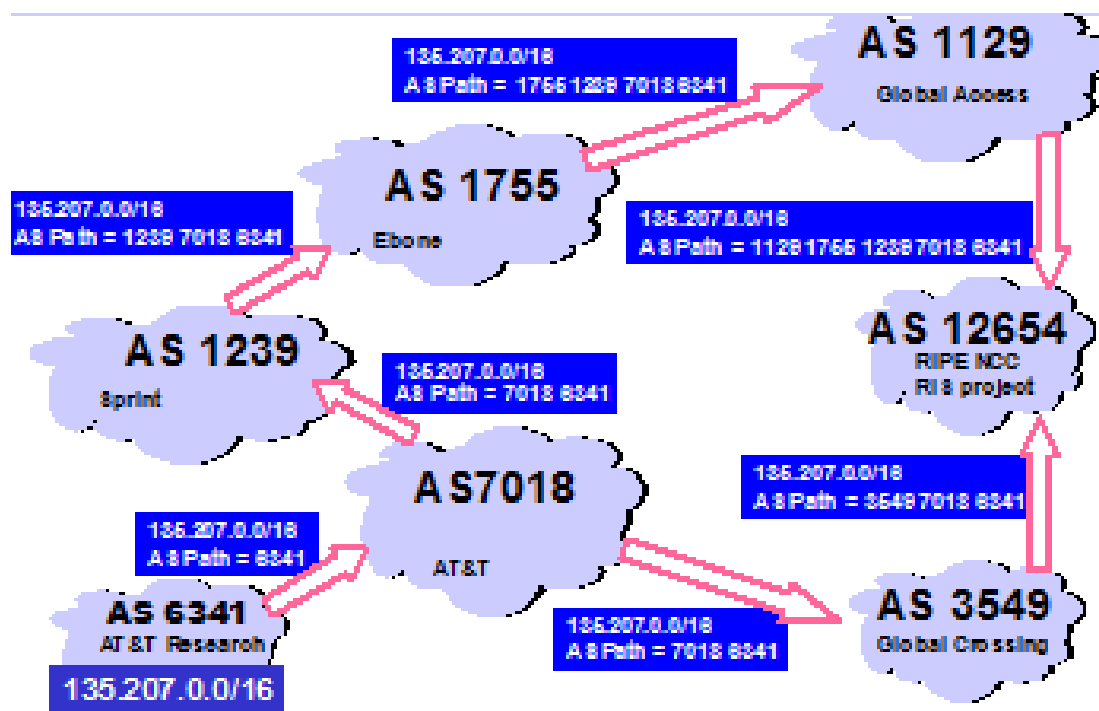 AS 1129
Global Access
135.207.0.0/16
AS Path = 1755 1239 7018 6341
AS 1755
Ebone
135.207.0.0/16
AS Path = 1239 7018 6341
135.207.0.0/16
AS Path = 1129 1755 1239 7018 6341
AS 1239
Sprint
AS 12654
RIPE NCC
RIS project
135.207.0.0/16
AS Path = 7018 6341
AS7018
AT&T
135.207.0.0/16
AS Path = 3549 7018 6341
135.207.0.0/16
AS Path = 6341
AS 6341
AT&T Research
135.207.0.0/16
135.207.0.0/16
AS Path = 7018 6341
AS 3549
Global Crossing